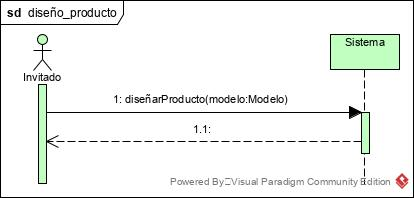 sd diseño_producto
Sistema
Invitado
1: diseñarProducto(modelo:Modelo)
1.1:
Powered By Visual Paradigm Community Edition